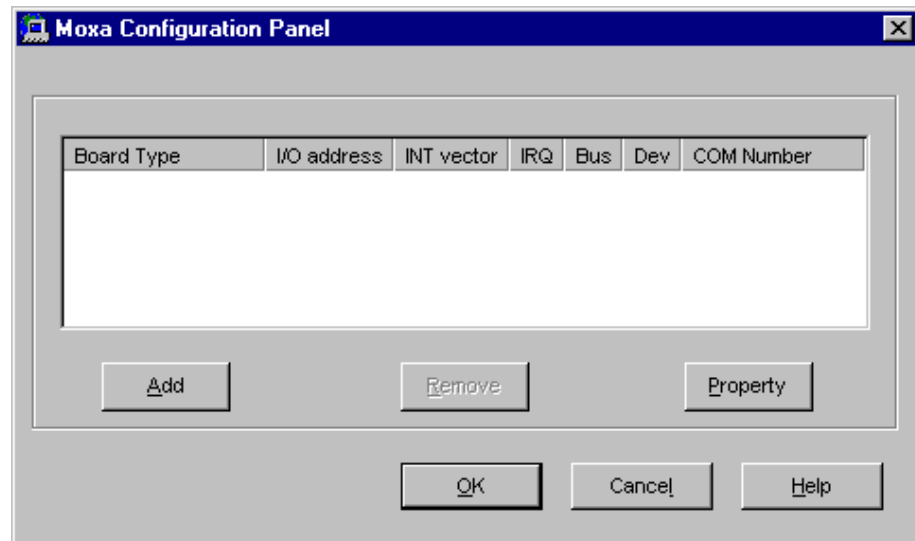 Moxa Configuration Panel
Board Type I/O address INT vector IRQ Bus Dev COM Number
Add Remove Property
OK Cancel Help